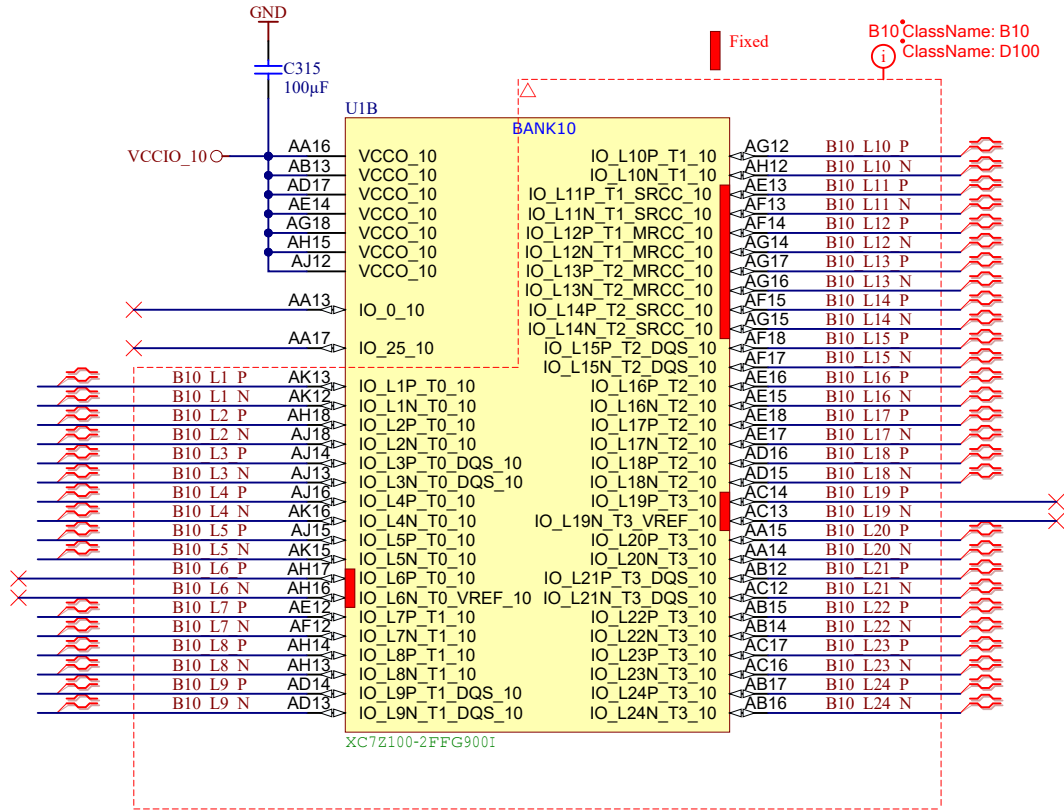 GND
C315
100µF
Fixed
B10 ClassName: B10
i ClassName: D100
U1B
BANK10
VCCIO_10
AA16 VCCO_10
AB13 VCCO_10
AD17 VCCO_10
AE14 VCCO_10
AG18 VCCO_10
AH15 VCCO_10
AJ12 VCCO_10
AA13 IO_0_10
AA17 IO_25_10
B10_L1_P AK13 IO_L1P_T0_10
B10_L1_N AK12 IO_L1N_T0_10
B10_L2_P AH18 IO_L2P_T0_10
B10_L2_N AJ18 IO_L2N_T0_10
B10_L3_P AJ14 IO_L3P_T0_DQS_10
B10_L3_N AJ13 IO_L3N_T0_DQS_10
B10_L4_P AJ16 IO_L4P_T0_10
B10_L4_N AK16 IO_L4N_T0_10
B10_L5_P AJ15 IO_L5P_T0_10
B10_L5_N AK15 IO_L5N_T0_10
B10_L6_P AH17 IO_L6P_T0_10
B10_L6_N AH16 IO_L6N_T0_VREF_10
B10_L7_P AE12 IO_L7P_T1_10
B10_L7_N AF12 IO_L7N_T1_10
B10_L8_P AH14 IO_L8P_T1_10
B10_L8_N AH13 IO_L8N_T1_10
B10_L9_P AD14 IO_L9P_T1_DQS_10
B10_L9_N AD13 IO_L9N_T1_DQS_10
IO_L10P_T1_10 AG12 B10_L10_P
IO_L10N_T1_10 AH12 B10_L10_N
IO_L11P_T1_SRCC_10 AE13 B10_L11_P
IO_L11N_T1_SRCC_10 AF13 B10_L11_N
IO_L12P_T1_MRCC_10 AF14 B10_L12_P
IO_L12N_T1_MRCC_10 AG14 B10_L12_N
IO_L13P_T2_MRCC_10 AG17 B10_L13_P
IO_L13N_T2_MRCC_10 AG16 B10_L13_N
IO_L14P_T2_SRCC_10 AF15 B10_L14_P
IO_L14N_T2_SRCC_10 AG15 B10_L14_N
IO_L15P_T2_DQS_10 AF18 B10_L15_P
IO_L15N_T2_DQS_10 AF17 B10_L15_N
IO_L16P_T2_10 AE16 B10_L16_P
IO_L16N_T2_10 AE15 B10_L16_N
IO_L17P_T2_10 AE18 B10_L17_P
IO_L17N_T2_10 AE17 B10_L17_N
IO_L18P_T2_10 AD16 B10_L18_P
IO_L18N_T2_10 AD15 B10_L18_N
IO_L19P_T3_10 AC14 B10_L19_P
IO_L19N_T3_VREF_10 AC13 B10_L19_N
IO_L20P_T3_10 AA15 B10_L20_P
IO_L20N_T3_10 AA14 B10_L20_N
IO_L21P_T3_DQS_10 AB12 B10_L21_P
IO_L21N_T3_DQS_10 AC12 B10_L21_N
IO_L22P_T3_10 AB15 B10_L22_P
IO_L22N_T3_10 AB14 B10_L22_N
IO_L23P_T3_10 AC17 B10_L23_P
IO_L23N_T3_10 AC16 B10_L23_N
IO_L24P_T3_10 AB17 B10_L24_P
IO_L24N_T3_10 AB16 B10_L24_N
XC7Z100-2FFG900I